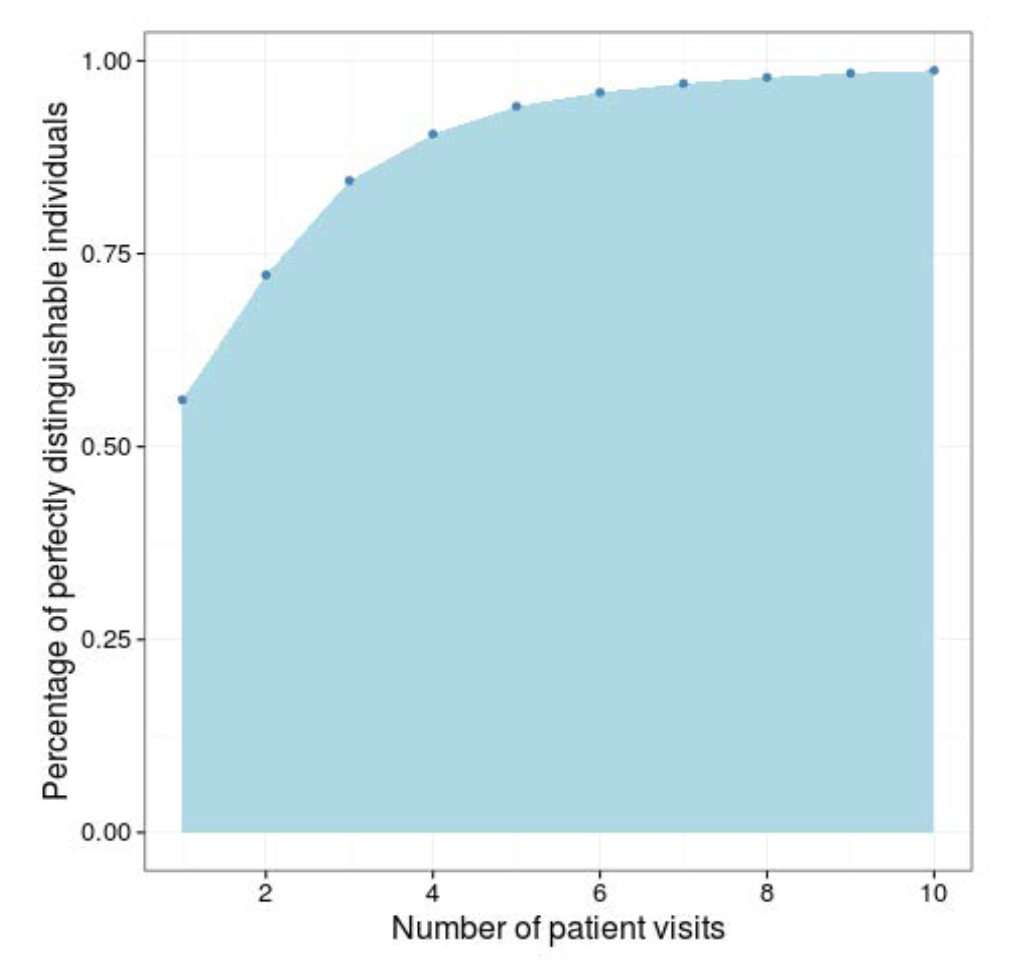 Percentage of perfectly distinguishable individuals
1.00
0.75
0.50
0.25
0.00
2 4 6 8 10
Number of patient visits